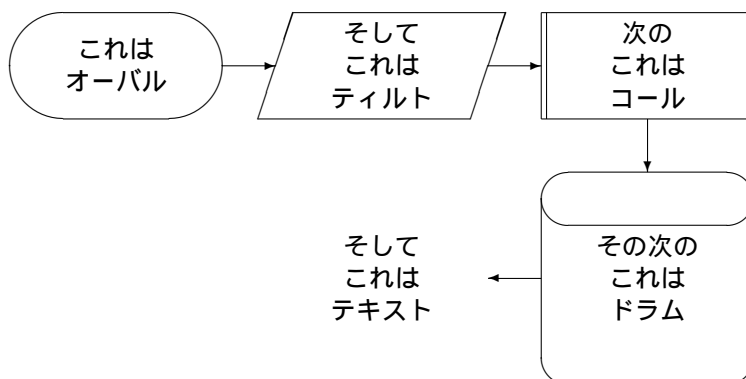 これは
オーバル
そして
これは
ティルト
次の
これは
コール
その次の
これは
ドラム
そして
これは
テキスト